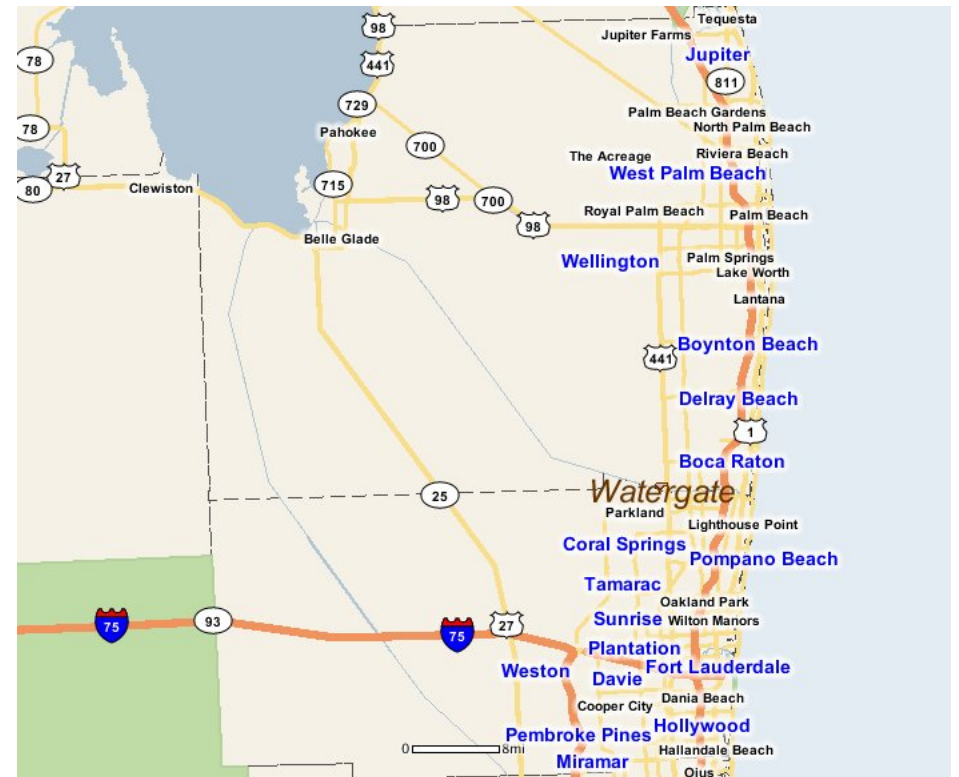 Tequesta
98
Jupiter Farms
Jupiter
78
441
811
729
Palm Beach Gardens
78
Pahokee
North Palm Beach
700
The Acreage
Riviera Beach
27
West Palm Beach
80
Clewiston
715
98
700
Royal Palm Beach
Palm Beach
98
Belle Glade
Wellington
Palm Springs
Lake Worth
Lantana
Boynton Beach
441
Delray Beach
1
Boca Raton
25
Watergate
Parkland
Lighthouse Point
Coral Springs
Pompano Beach
Tamarac
Oakland Park
93
Sunrise
Wilton Manors
75
75
27
Plantation
Fort Lauderdale
Weston
Davie
Dania Beach
Cooper City
Hollywood
Pembroke Pines
0 8mi
Hallandale Beach
Miramar
Ojus